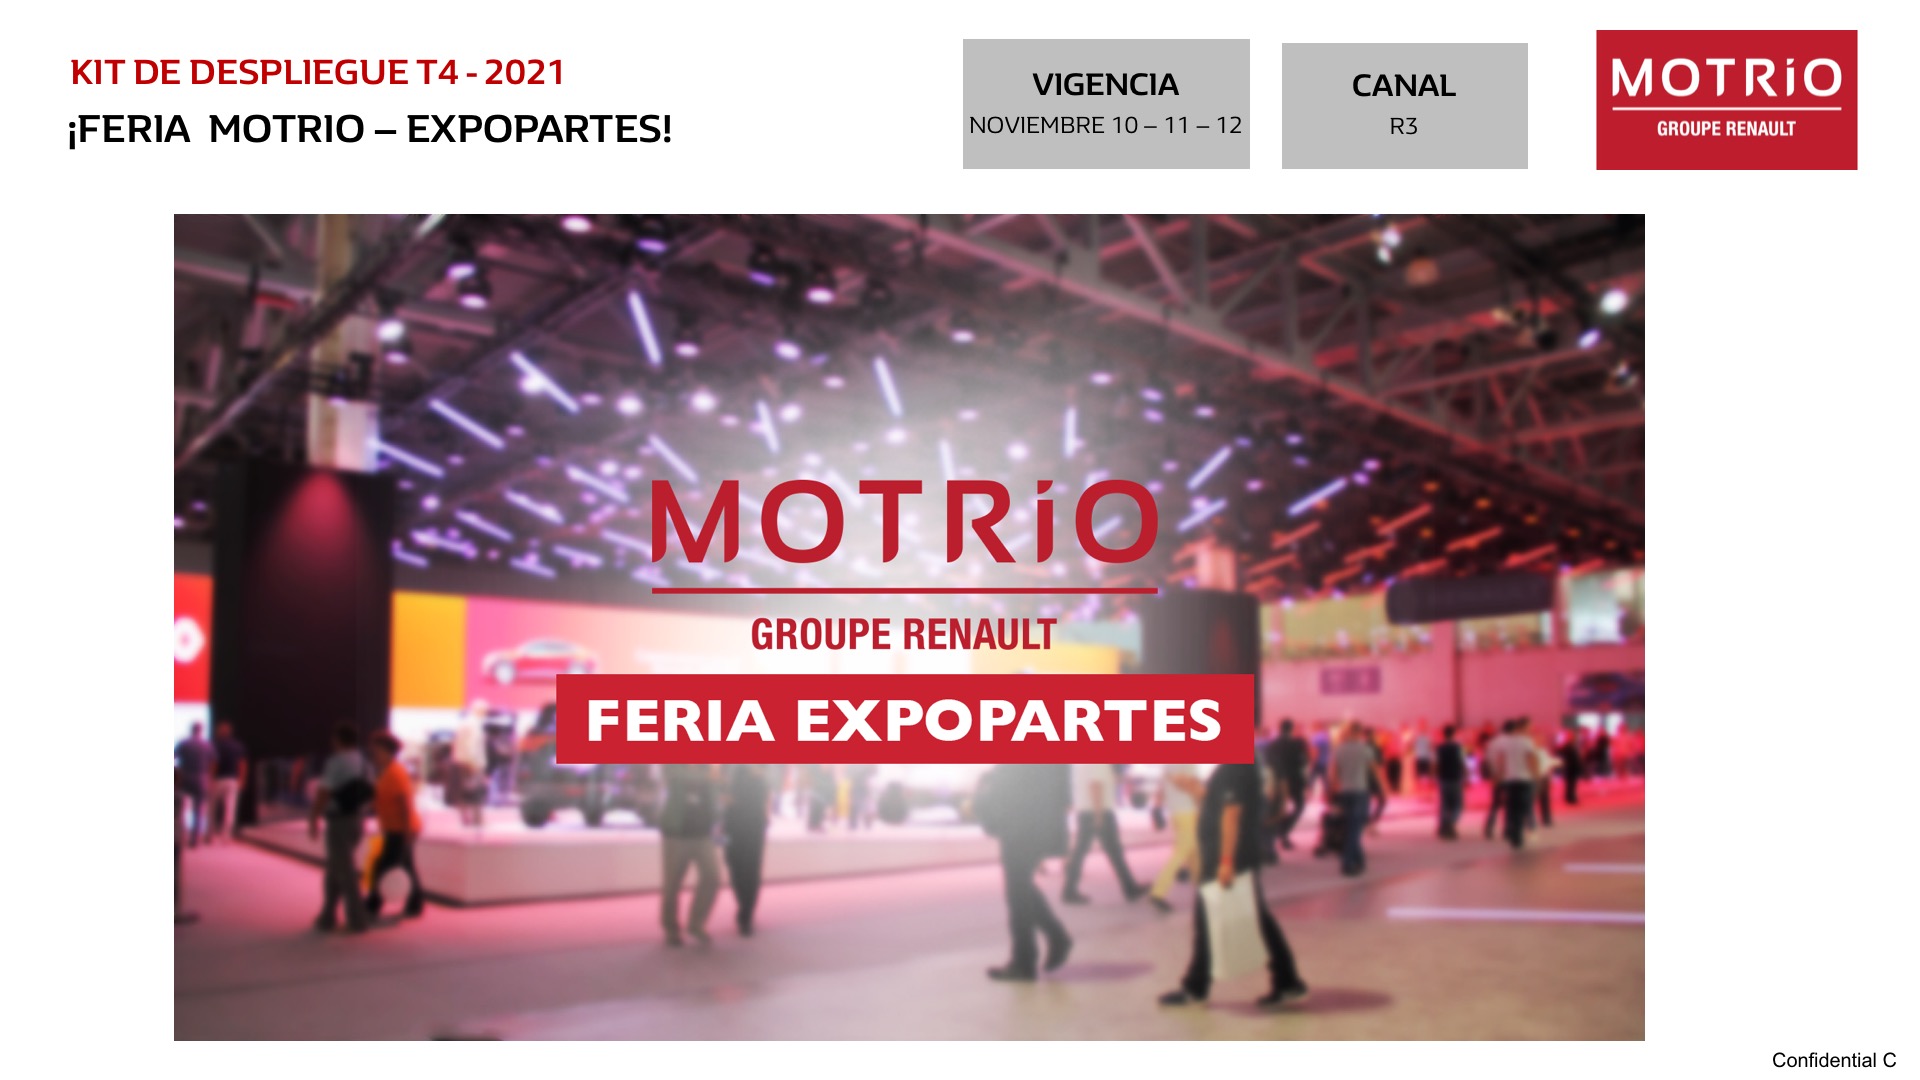 KIT DE DESPLIEGUE T4 - 2021
¡FERIA  MOTRIO – EXPOPARTES!
VIGENCIA
NOVIEMBRE 10 – 11 – 12
CANAL
R3
MOTRiO
GROUPE RENAULT
MOTRiO
GROUPE RENAULT
FERIA EXPOPARTES
Confidential C